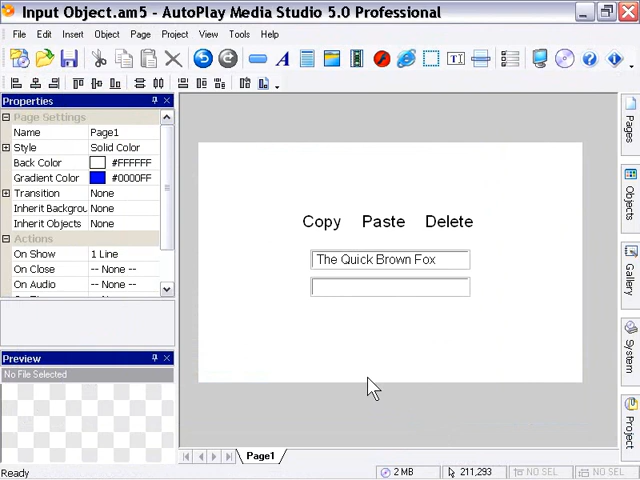 Input Object.am5 - AutoPlay Media Studio 5.0 Professional
File Edit Insert Object Page Project View Tools Help
Properties
Page Settings
Name Page1
Style Solid Color
Back Color #FFFFFF
Gradient Color #0000FF
Transition None
Inherit Backgrou None
Inherit Objects None
Actions
On Show 1 Line
On Close -- None --
On Audio -- None --
Preview
No File Selected
Copy Paste Delete
The Quick Brown Fox
Page1
Pages
Objects
Gallery
System
Project
Ready
2 MB
211,293
NO SEL
NO SEL